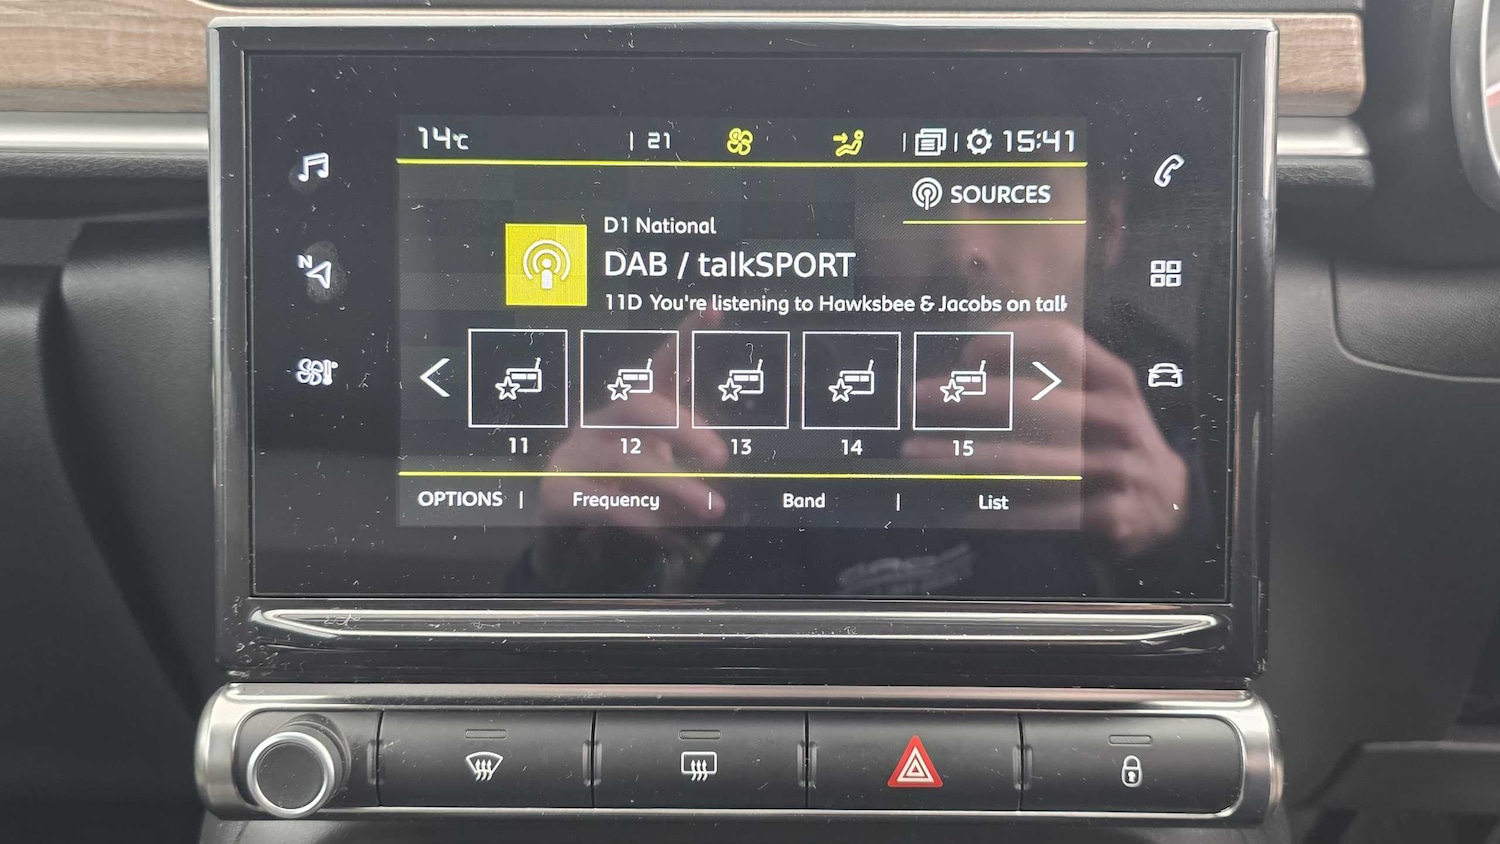 14°C | 21 | | 15:41
SOURCES
D1 National
DAB / talkSPORT
11D You're listening to Hawksbee & Jacobs on talk
N
11 12 13 14 15
OPTIONS | Frequency | Band | List